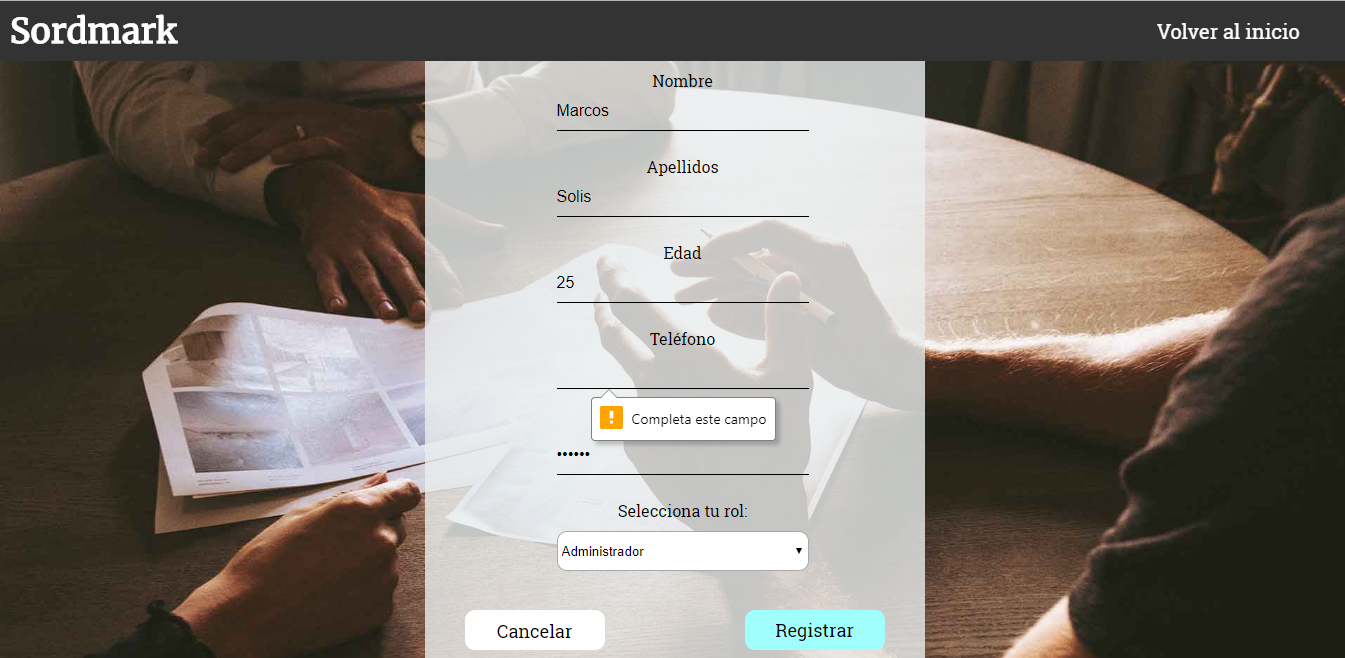 Sordmark
Volver al inicio
Nombre
Marcos
Apellidos
Solis
Edad
25
Teléfono
Completa este campo
••••••
Selecciona tu rol:
Administrador
Cancelar
Registrar